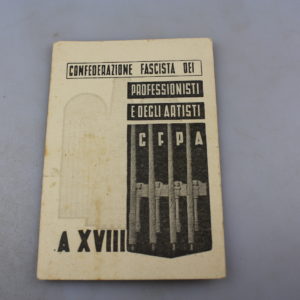 CONFEDERAZIONE FASCISTA DEI
PROFESSIONISTI
E DEGLI ARTISTI
C F P A
A XVIII